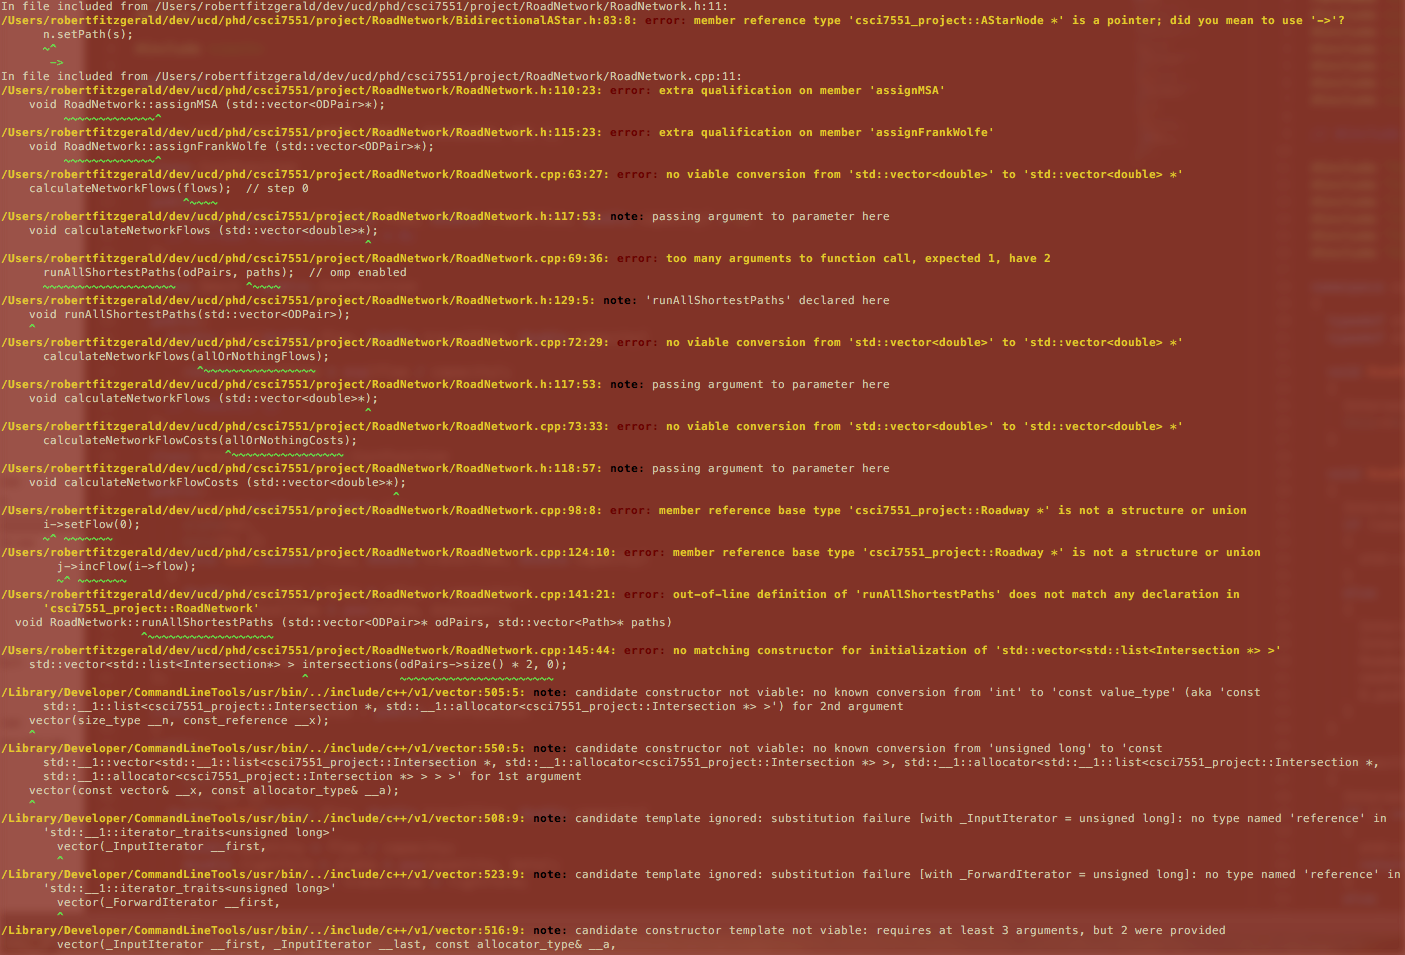 In file included from /Users/robertfitzgerald/dev/ucd/phd/csci7551/project/RoadNetwork/RoadNetwork.h:11:
/Users/robertfitzgerald/dev/ucd/phd/csci7551/project/RoadNetwork/BidirectionalAStar.h:83:8: error: member reference type 'csci7551_project::AStarNode *' is a pointer; did you mean to use '->'?
n.setPath(s);
~^
->
In file included from /Users/robertfitzgerald/dev/ucd/phd/csci7551/project/RoadNetwork/RoadNetwork.cpp:11:
/Users/robertfitzgerald/dev/ucd/phd/csci7551/project/RoadNetwork/RoadNetwork.h:110:23: error: extra qualification on member 'assignMSA'
void RoadNetwork::assignMSA (std::vector<ODPair>*);
~~~~~~~~~~~~~^
/Users/robertfitzgerald/dev/ucd/phd/csci7551/project/RoadNetwork/RoadNetwork.h:115:23: error: extra qualification on member 'assignFrankWolfe'
void RoadNetwork::assignFrankWolfe (std::vector<ODPair>*);
~~~~~~~~~~~~~^
/Users/robertfitzgerald/dev/ucd/phd/csci7551/project/RoadNetwork/RoadNetwork.cpp:63:27: error: no viable conversion from 'std::vector<double>' to 'std::vector<double> *'
calculateNetworkFlows(flows);  // step 0
^~~~~
/Users/robertfitzgerald/dev/ucd/phd/csci7551/project/RoadNetwork/RoadNetwork.h:117:53: note: passing argument to parameter here
void calculateNetworkFlows (std::vector<double>*);
^
/Users/robertfitzgerald/dev/ucd/phd/csci7551/project/RoadNetwork/RoadNetwork.cpp:69:36: error: too many arguments to function call, expected 1, have 2
runAllShortestPaths(odPairs, paths);  // omp enabled
~~~~~~~~~~~~~~~~~~~          ^~~~~
/Users/robertfitzgerald/dev/ucd/phd/csci7551/project/RoadNetwork/RoadNetwork.h:129:5: note: 'runAllShortestPaths' declared here
void runAllShortestPaths(std::vector<ODPair>);
^
/Users/robertfitzgerald/dev/ucd/phd/csci7551/project/RoadNetwork/RoadNetwork.cpp:72:29: error: no viable conversion from 'std::vector<double>' to 'std::vector<double> *'
calculateNetworkFlows(allOrNothingFlows);
^~~~~~~~~~~~~~~~~
/Users/robertfitzgerald/dev/ucd/phd/csci7551/project/RoadNetwork/RoadNetwork.h:117:53: note: passing argument to parameter here
void calculateNetworkFlows (std::vector<double>*);
^
/Users/robertfitzgerald/dev/ucd/phd/csci7551/project/RoadNetwork/RoadNetwork.cpp:73:33: error: no viable conversion from 'std::vector<double>' to 'std::vector<double> *'
calculateNetworkFlowCosts(allOrNothingCosts);
^~~~~~~~~~~~~~~~~
/Users/robertfitzgerald/dev/ucd/phd/csci7551/project/RoadNetwork/RoadNetwork.h:118:57: note: passing argument to parameter here
void calculateNetworkFlowCosts (std::vector<double>*);
^
/Users/robertfitzgerald/dev/ucd/phd/csci7551/project/RoadNetwork/RoadNetwork.cpp:98:8: error: member reference base type 'csci7551_project::Roadway *' is not a structure or union
i->setFlow(0);
~^ ~~~~~~~
/Users/robertfitzgerald/dev/ucd/phd/csci7551/project/RoadNetwork/RoadNetwork.cpp:124:10: error: member reference base type 'csci7551_project::Roadway *' is not a structure or union
j->incFlow(i->flow);
~^ ~~~~~~~
/Users/robertfitzgerald/dev/ucd/phd/csci7551/project/RoadNetwork/RoadNetwork.cpp:141:21: error: out-of-line definition of 'runAllShortestPaths' does not match any declaration in
'csci7551_project::RoadNetwork'
void RoadNetwork::runAllShortestPaths (std::vector<ODPair>* odPairs, std::vector<Path>* paths)
^~~~~~~~~~~~~~~~~~~
/Users/robertfitzgerald/dev/ucd/phd/csci7551/project/RoadNetwork/RoadNetwork.cpp:145:44: error: no matching constructor for initialization of 'std::vector<std::list<Intersection *> >'
std::vector<std::list<Intersection*> > intersections(odPairs->size() * 2, 0);
^             ~~~~~~~~~~~~~~~~~~~~~~
/Library/Developer/CommandLineTools/usr/bin/../include/c++/v1/vector:505:5: note: candidate constructor not viable: no known conversion from 'int' to 'const value_type' (aka 'const
std::__1::list<csci7551_project::Intersection *, std::__1::allocator<csci7551_project::Intersection *> >') for 2nd argument
vector(size_type __n, const_reference __x);
^
/Library/Developer/CommandLineTools/usr/bin/../include/c++/v1/vector:550:5: note: candidate constructor not viable: no known conversion from 'unsigned long' to 'const
std::__1::vector<std::__1::list<csci7551_project::Intersection *, std::__1::allocator<csci7551_project::Intersection *> >, std::__1::allocator<std::__1::list<csci7551_project::Intersection *,
std::__1::allocator<csci7551_project::Intersection *> > > >' for 1st argument
vector(const vector& __x, const allocator_type& __a);
^
/Library/Developer/CommandLineTools/usr/bin/../include/c++/v1/vector:508:9: note: candidate template ignored: substitution failure [with _InputIterator = unsigned long]: no type named 'reference' in
'std::__1::iterator_traits<unsigned long>'
vector(_InputIterator __first,
^
/Library/Developer/CommandLineTools/usr/bin/../include/c++/v1/vector:523:9: note: candidate template ignored: substitution failure [with _ForwardIterator = unsigned long]: no type named 'reference' in
'std::__1::iterator_traits<unsigned long>'
vector(_ForwardIterator __first,
^
/Library/Developer/CommandLineTools/usr/bin/../include/c++/v1/vector:516:9: note: candidate constructor template not viable: requires at least 3 arguments, but 2 were provided
vector(_InputIterator __first, _InputIterator __last, const allocator_type& __a,